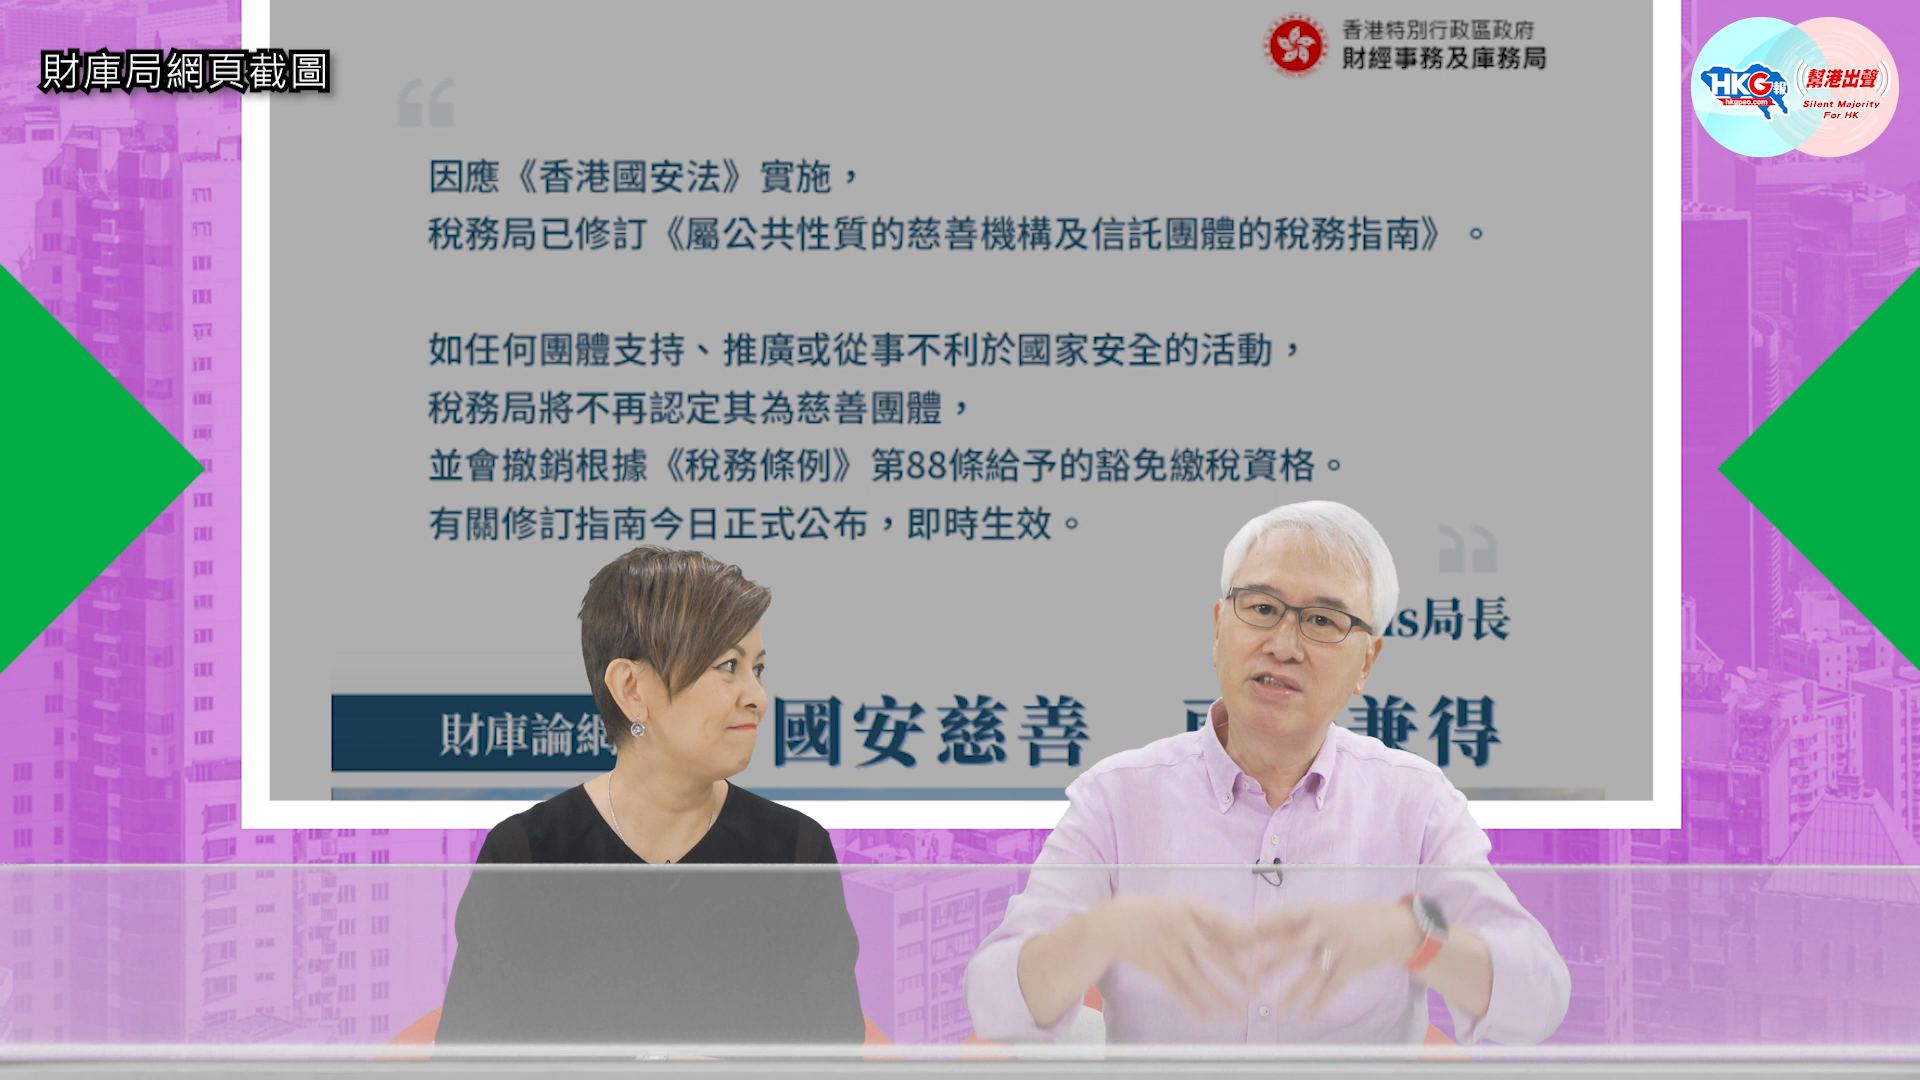 財庫局網頁截圖
香港特別行政區政府
財經事務及庫務局
HKG報
hkgpao.com
幫港出聲
Silent Majority
For HK
因應《香港國安法》實施，
稅務局已修訂《屬公共性質的慈善機構及信託團體的稅務指南》。
如任何團體支持、推廣或從事不利於國家安全的活動，
稅務局將不再認定其為慈善團體，
並會撤銷根據《稅務條例》第88條給予的豁免繳稅資格。
有關修訂指南今日正式公布，即時生效。
局長
財庫論
國安慈善 兼得